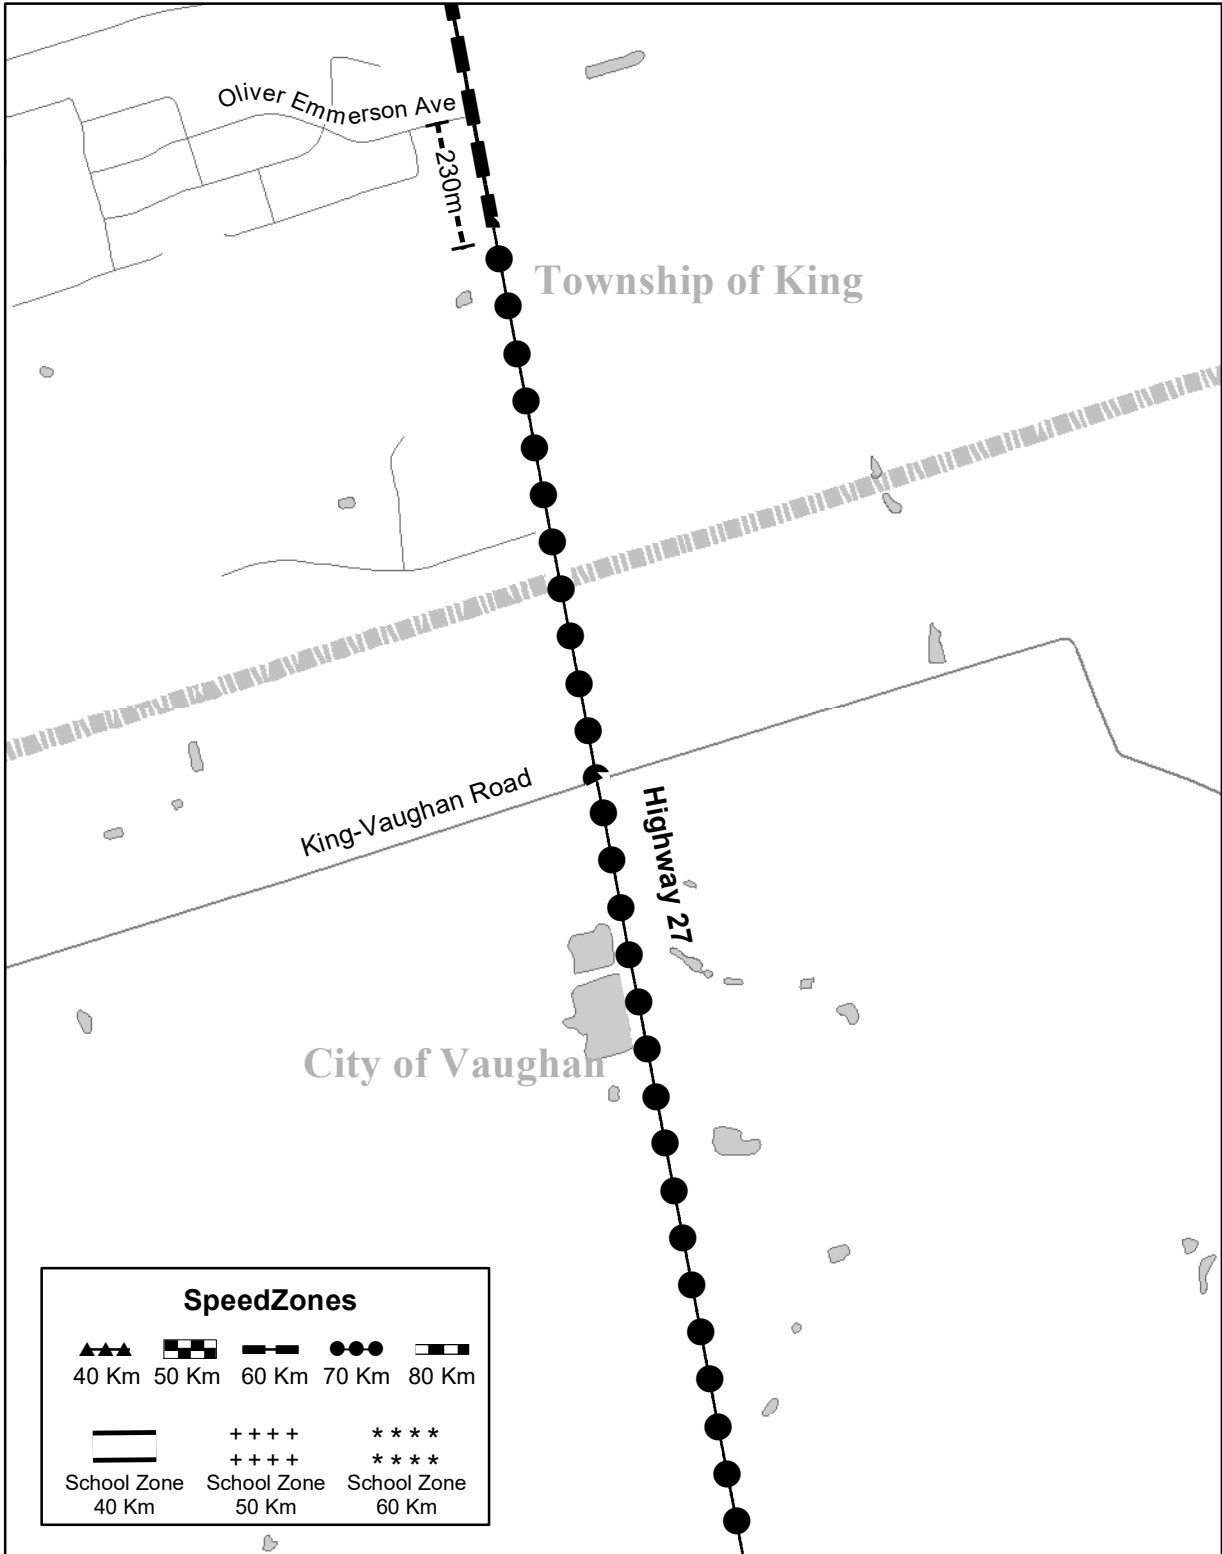 Oliver Emmerson Ave
230m
Township of King
King-Vaughan Road
Highway 27
City of Vaughan
SpeedZones
40 Km 50 Km 60 Km 70 Km 80 Km
School Zone School Zone School Zone
40 Km 50 Km 60 Km